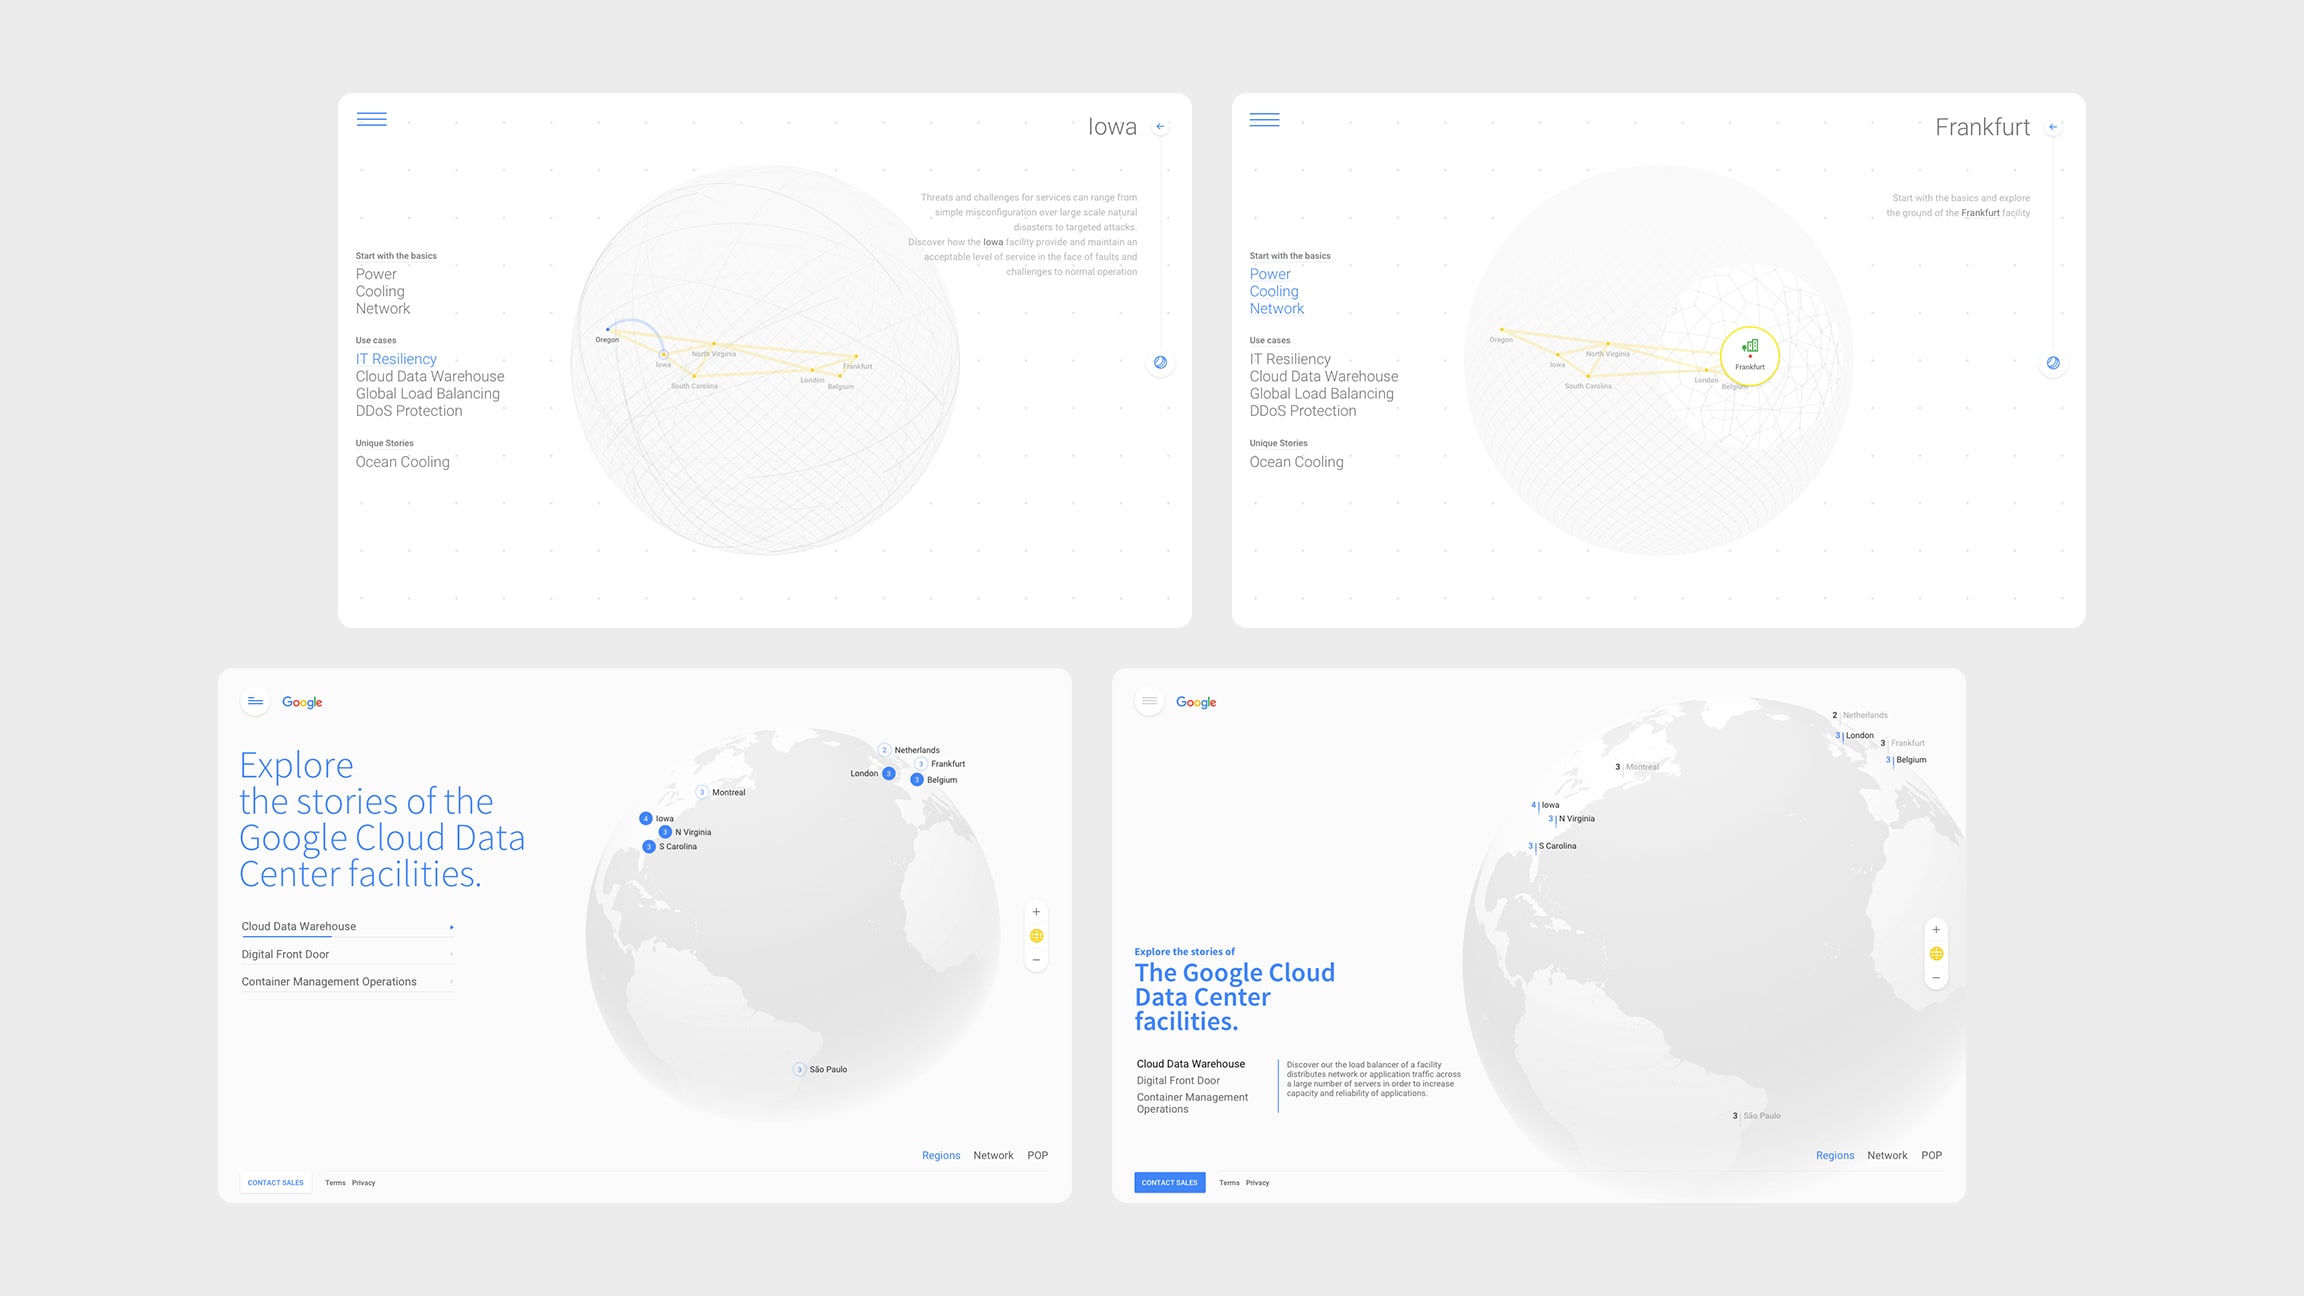 Iowa
Threats and challenges for services can range from
simple misconfiguration over large scale natural
disasters to targeted attacks.
Discover how the Iowa facility provide and maintain an
acceptable level of service in the face of faults and
challenges to normal operation
Start with the basics
Power
Cooling
Network
Use cases
IT Resiliency
Cloud Data Warehouse
Global Load Balancing
DDoS Protection
Unique Stories
Ocean Cooling
Oregon
Iowa
North Virginia
South Carolina
London
Frankfurt
Belgium
Frankfurt
Start with the basics and explore
the ground of the Frankfurt facility
Start with the basics
Power
Cooling
Network
Use cases
IT Resiliency
Cloud Data Warehouse
Global Load Balancing
DDoS Protection
Unique Stories
Ocean Cooling
Oregon
Iowa
North Virginia
South Carolina
London
Belgium
Frankfurt
Google
Explore
the stories of the
Google Cloud Data
Center facilities.
Cloud Data Warehouse
Digital Front Door
Container Management Operations
2 Netherlands
3 Frankfurt
London 3
3 Belgium
3 Montreal
4 Iowa
3 N Virginia
3 S Carolina
3 São Paulo
+
−
Regions Network POP
CONTACT SALES Terms Privacy
Google
2 Netherlands
3 London
3 Frankfurt
3 Belgium
3 Montreal
4 Iowa
3 N Virginia
3 S Carolina
+
−
Explore the stories of
The Google Cloud
Data Center
facilities.
Cloud Data Warehouse
Digital Front Door
Container Management
Operations
Discover our the load balancer of a facility
distributes network or application traffic across
a large number of servers in order to increase
capacity and reliability of applications.
3 São Paulo
Regions Network POP
CONTACT SALES Terms Privacy